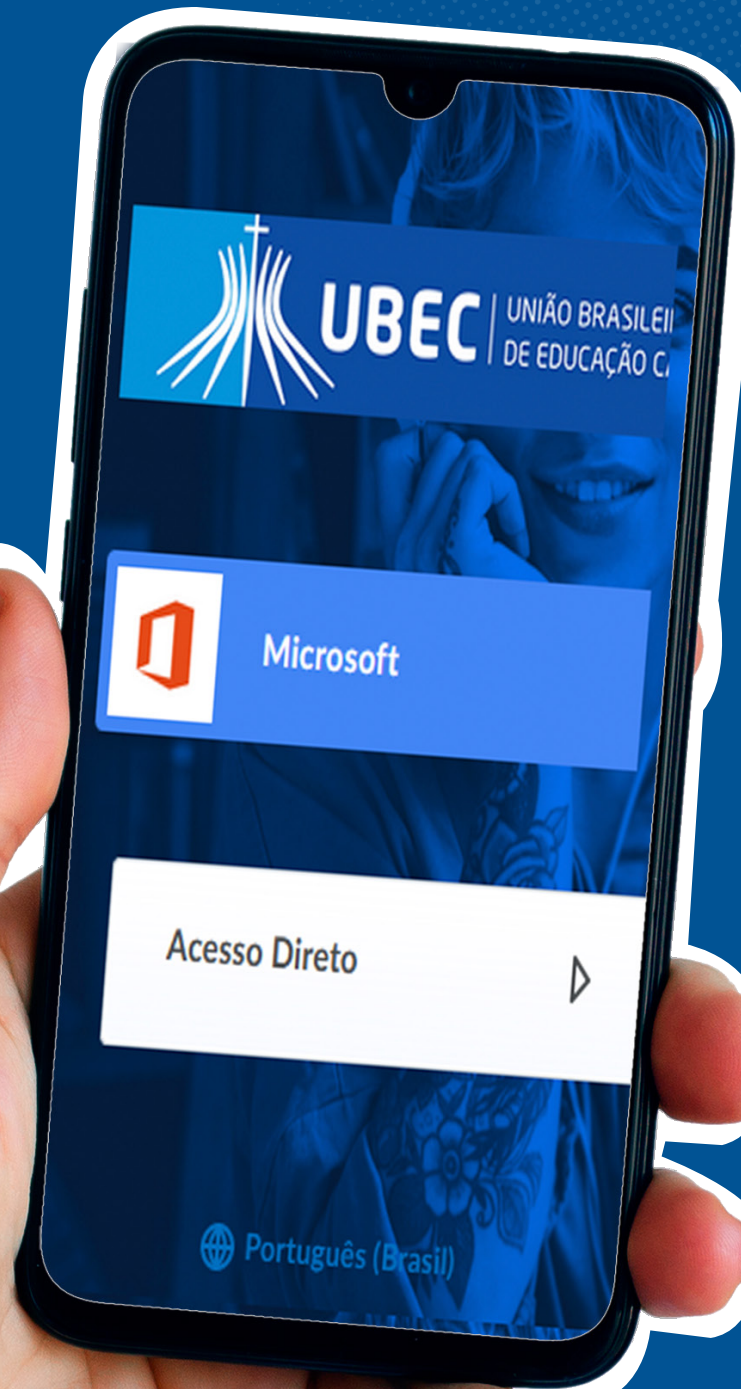 UBEC
UNIÃO BRASILEI
DE EDUCAÇÃO C
Microsoft
Acesso Direto
Português (Brasil)